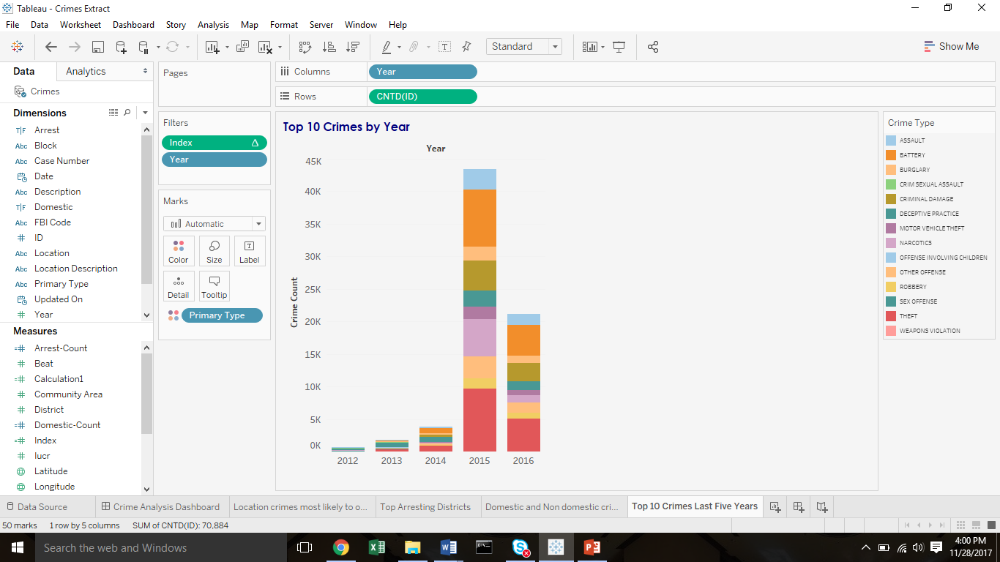 Tableau - Crimes Extract
File Data Worksheet Dashboard Story Analysis Map Format Server Window Help
Standard
Show Me
Data Analytics
Crimes
Dimensions
T|F Arrest
Abc Block
Abc Case Number
Date
Abc Description
T|F Domestic
Abc FBI Code
# ID
Abc Location
Abc Location Description
Abc Primary Type
Updated On
# Year
Measures
=# Arrest-Count
# Beat
=# Calculation1
# Community Area
# District
=# Domestic-Count
=# Index
# Iucr
Latitude
Longitude
Pages
Filters
Index Δ
Year
Marks
Automatic
Color Size Label
Detail Tooltip
Primary Type
Columns Year
Rows CNTD(ID)
Top 10 Crimes by Year
Year
Crime Count
45K
40K
35K
30K
25K
20K
15K
10K
5K
0K
2012 2013 2014 2015 2016
Crime Type
ASSAULT
BATTERY
BURGLARY
CRIM SEXUAL ASSAULT
CRIMINAL DAMAGE
DECEPTIVE PRACTICE
MOTOR VEHICLE THEFT
NARCOTICS
OFFENSE INVOLVING CHILDREN
OTHER OFFENSE
ROBBERY
SEX OFFENSE
THEFT
WEAPONS VIOLATION
Data Source Crime Analysis Dashboard Location crimes most likely to o... Top Arresting Districts Domestic and Non domestic cri... Top 10 Crimes Last Five Years
50 marks 1 row by 5 columns SUM of CNTD(ID): 70,884
Search the web and Windows
4:00 PM
11/28/2017